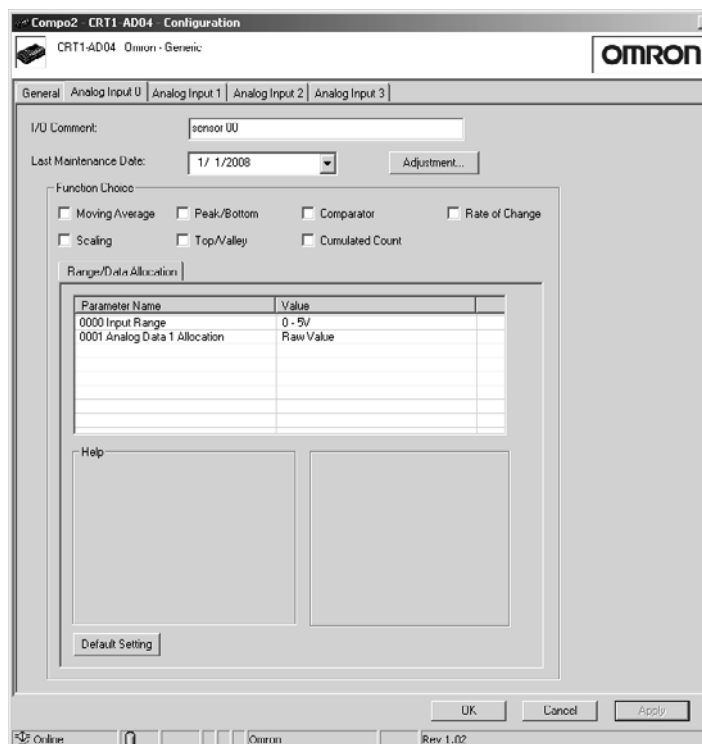 Compo2 - CRT1-AD04 - Configuration
CRT1-AD04 Omron - Generic
OMRON
General Analog Input 0 Analog Input 1 Analog Input 2 Analog Input 3
I/O Comment: sensor 00
Last Maintenance Date: 1/ 1/2008 Adjustment...
Function Choice
Moving Average Peak/Bottom Comparator Rate of Change
Scaling Top/Valley Cumulated Count
Range/Data Allocation
Parameter Name Value
0000 Input Range 0 - 5V
0001 Analog Data 1 Allocation Raw Value
Help
Default Setting
OK Cancel Apply
Online Omron Rev 1.02